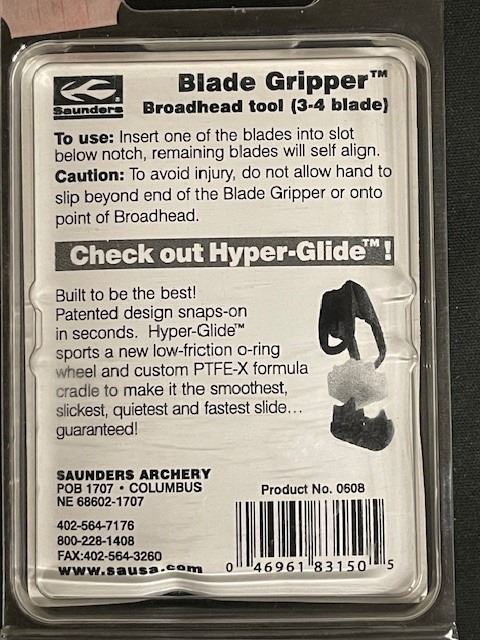 Saunders®
Blade Gripper™
Broadhead tool (3-4 blade)
To use: Insert one of the blades into slot
below notch, remaining blades will self align.
Caution: To avoid injury, do not allow hand to
slip beyond end of the Blade Gripper or onto
point of Broadhead.
Check out Hyper-Glide™!
Built to be the best!
Patented design snaps-on
in seconds. Hyper-Glide™
sports a new low-friction o-ring
wheel and custom PTFE-X formula
cradle to make it the smoothest,
slickest, quietest and fastest slide...
guaranteed!
SAUNDERS ARCHERY
POB 1707 • COLUMBUS
NE 68602-1707
402-564-7176
800-228-1408
FAX:402-564-3260
www.sausa.com
Product No. 0608
0 46961 83150 5